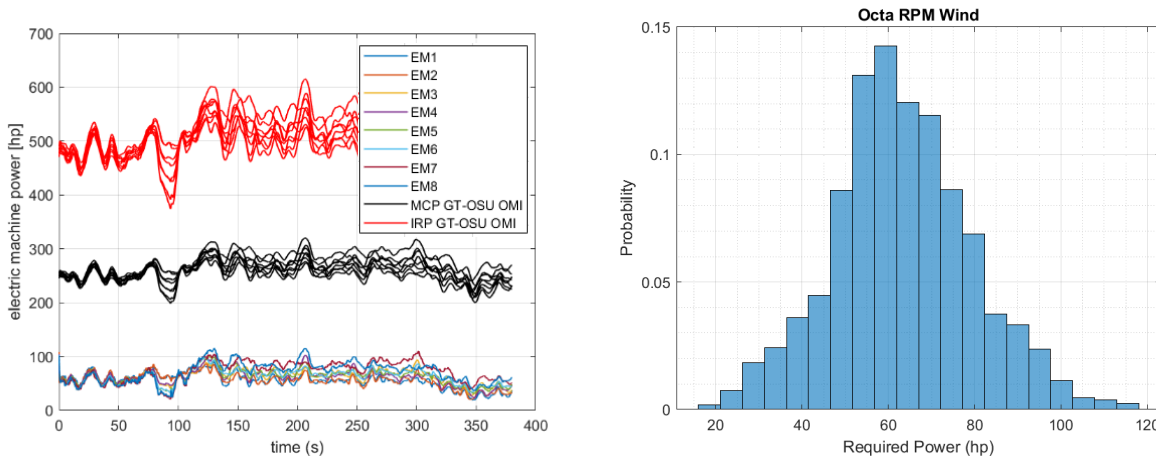 700
600
500
400
300
200
100
0
electric machine power [hp]
EM1
EM2
EM3
EM4
EM5
EM6
EM7
EM8
MCP GT-OSU OMI
IRP GT-OSU OMI
0 50 100 150 200 250 300 350 400
time (s)
Octa RPM Wind
0.15
0.1
0.05
0
Probability
20 40 60 80 100 120
Required Power (hp)